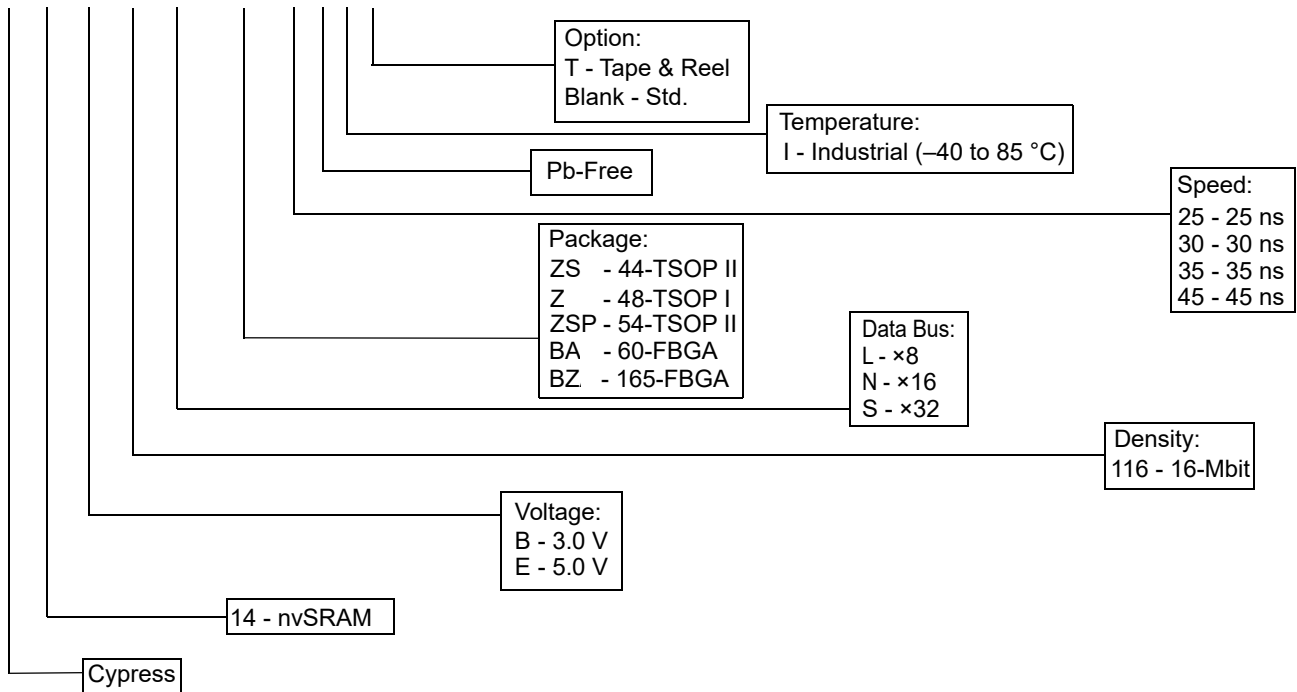 Option:
T - Tape & Reel
Blank - Std.
Temperature:
I - Industrial (–40 to 85 °C)
Pb-Free
Speed:
25 - 25 ns
30 - 30 ns
35 - 35 ns
45 - 45 ns
Package:
ZS - 44-TSOP II
Z - 48-TSOP I
ZSP - 54-TSOP II
BA - 60-FBGA
BZ - 165-FBGA
Data Bus:
L - ×8
N - ×16
S - ×32
Density:
116 - 16-Mbit
Voltage:
B - 3.0 V
E - 5.0 V
14 - nvSRAM
Cypress